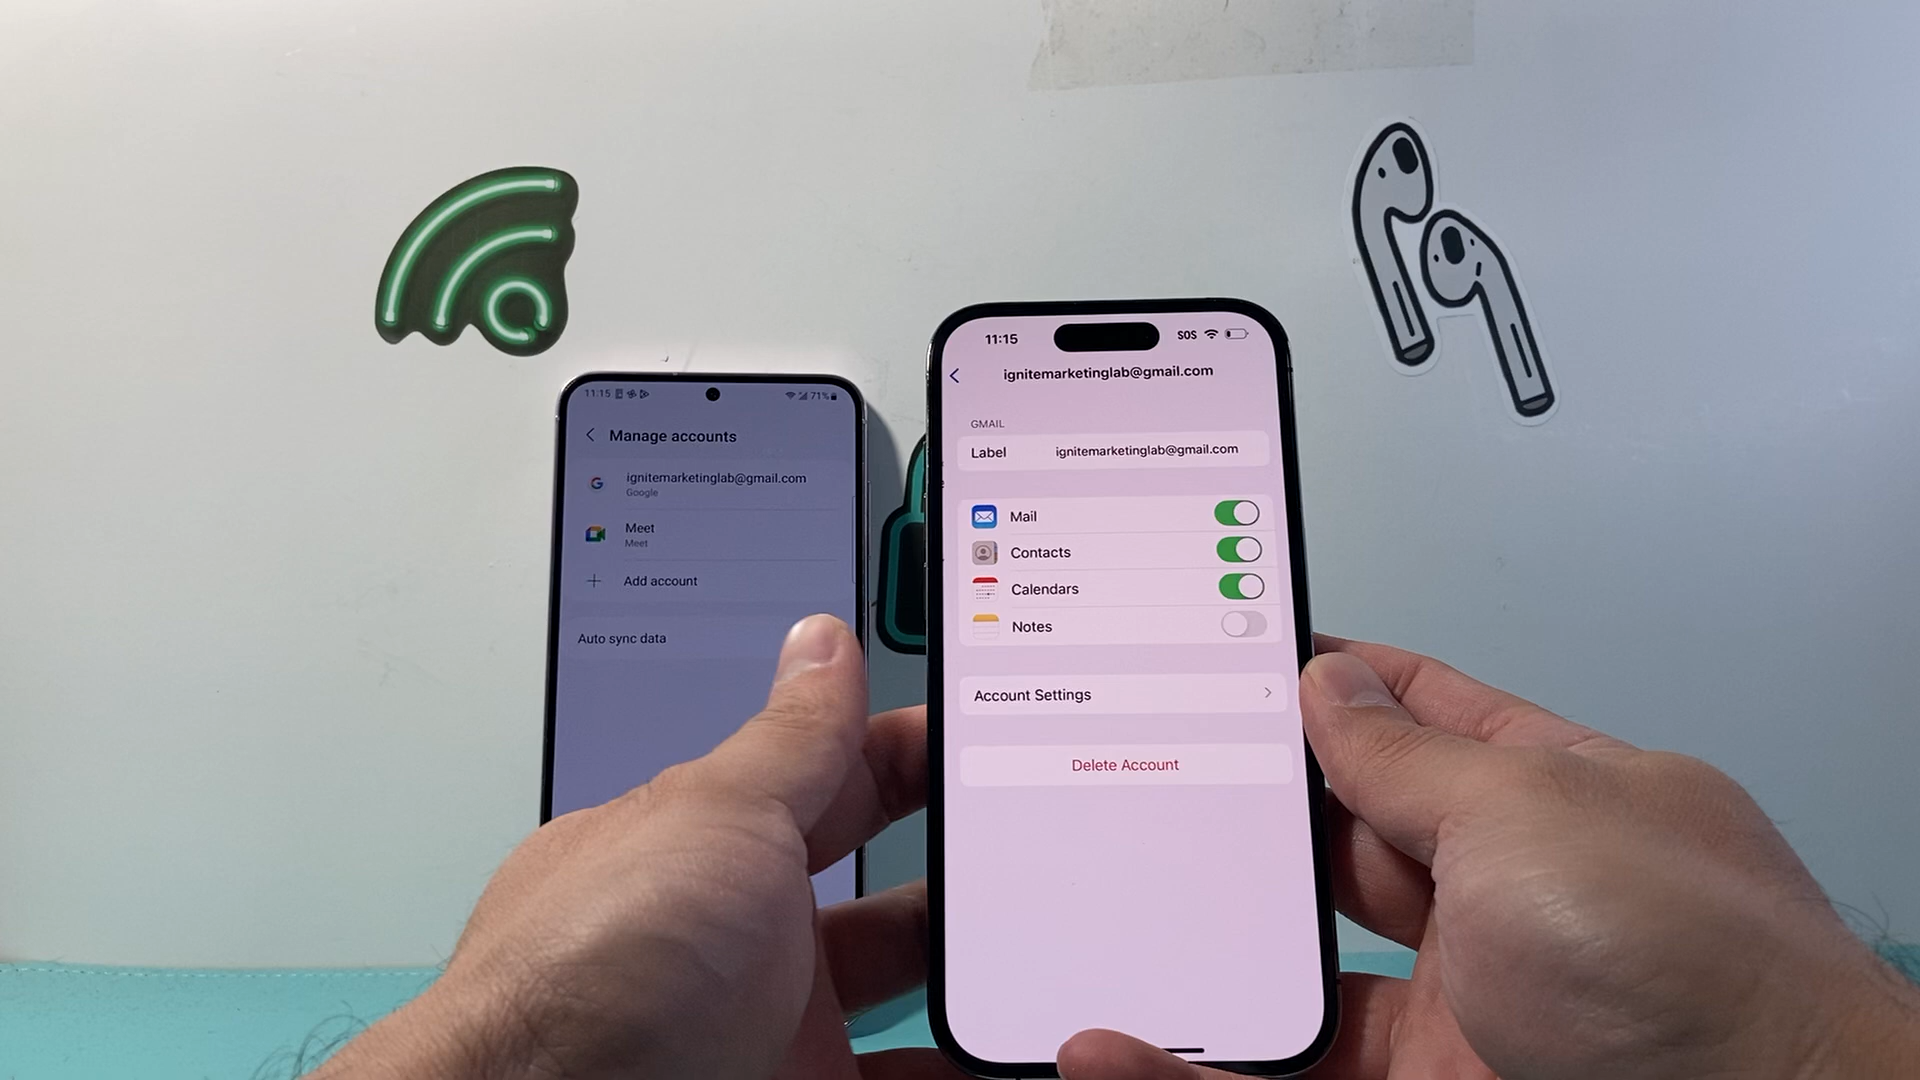 11:15
71%
Manage accounts
ignitemarketinglab@gmail.com
Google
Meet
Meet
Add account
Auto sync data
11:15
SOS
ignitemarketinglab@gmail.com
GMAIL
Label ignitemarketinglab@gmail.com
Mail
Contacts
Calendars
Notes
Account Settings
Delete Account